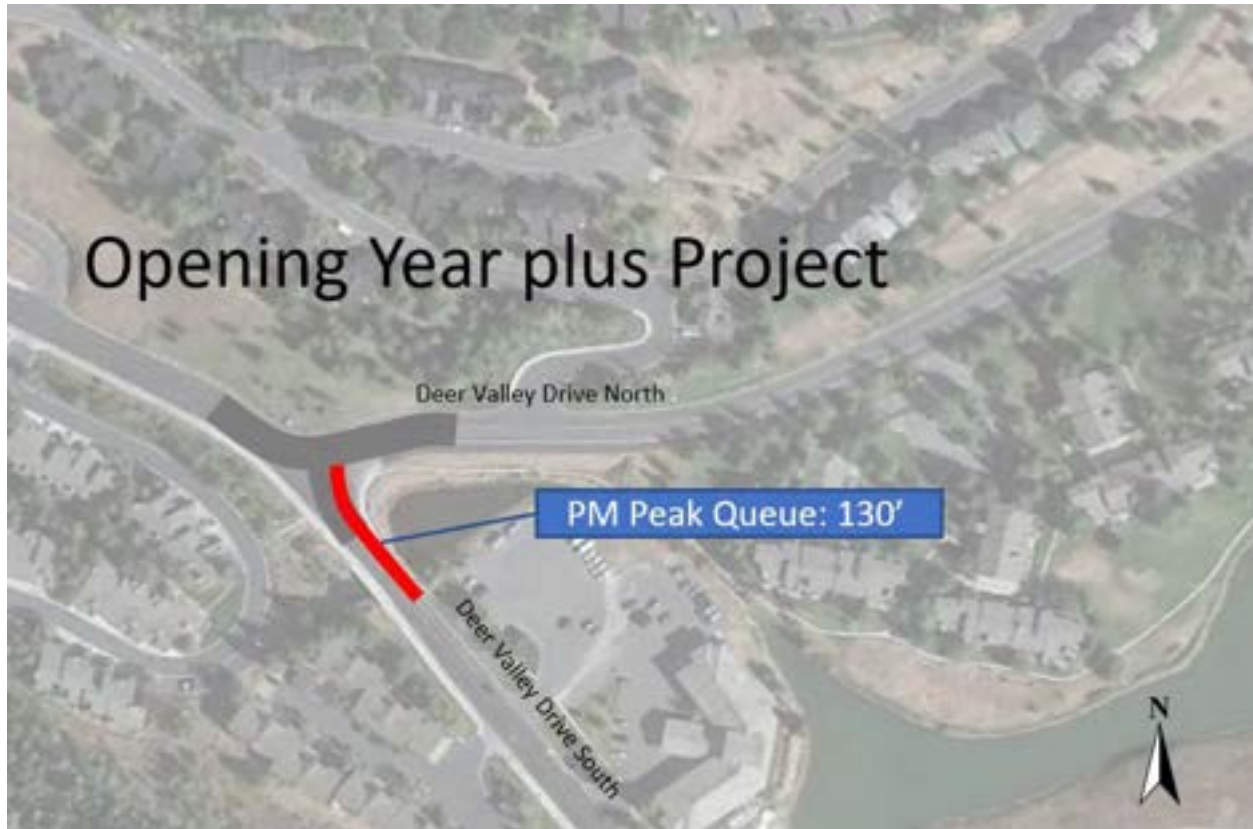 Opening Year plus Project
Deer Valley Drive North
PM Peak Queue: 130’
Deer Valley Drive South
N